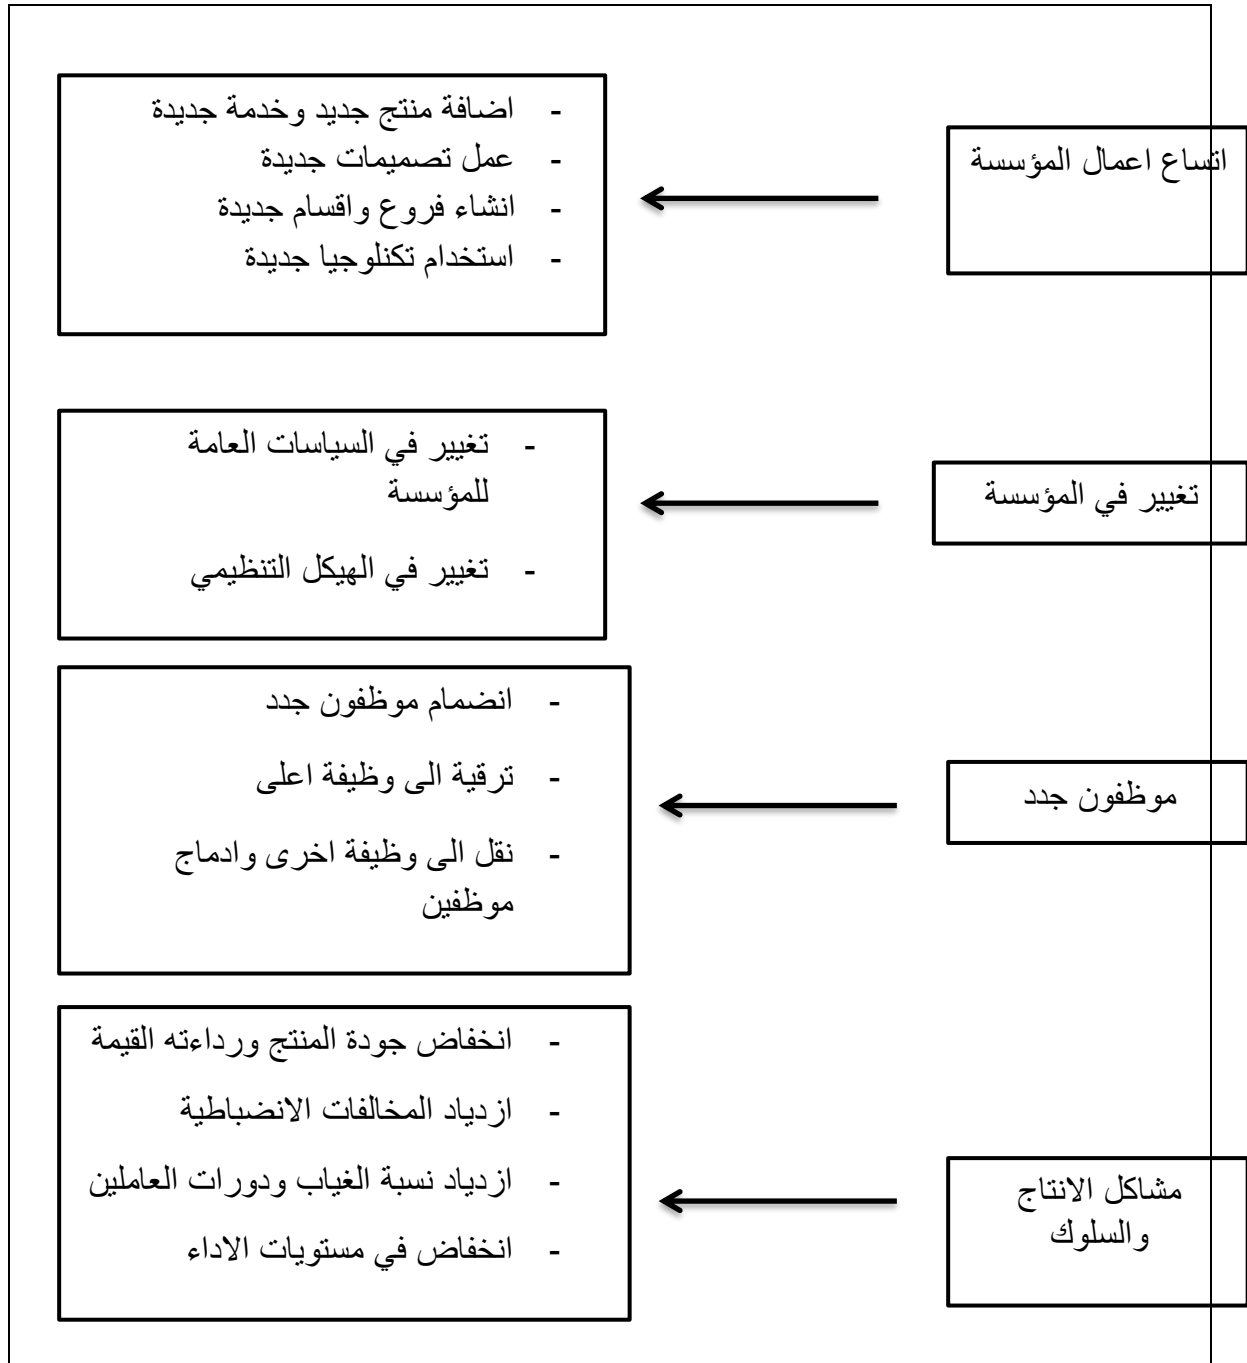 اتساع اعمال المؤسسة
- اضافة منتج جديد وخدمة جديدة
- عمل تصميمات جديدة
- انشاء فروع واقسام جديدة
- استخدام تكنلوجيا جديدة
تغيير في المؤسسة
- تغيير في السياسات العامة
للمؤسسة
- تغيير في الهيكل التنظيمي
موظفون جدد
- انضمام موظفون جدد
- ترقية الى وظيفة اعلى
- نقل الى وظيفة اخرى وادماج
موظفين
مشاكل الانتاج
والسلوك
- انخفاض جودة المنتج ورداءته القيمة
- ازدياد المخالفات الانضباطية
- ازدياد نسبة الغياب ودورات العاملين
- انخفاض في مستويات الاداء